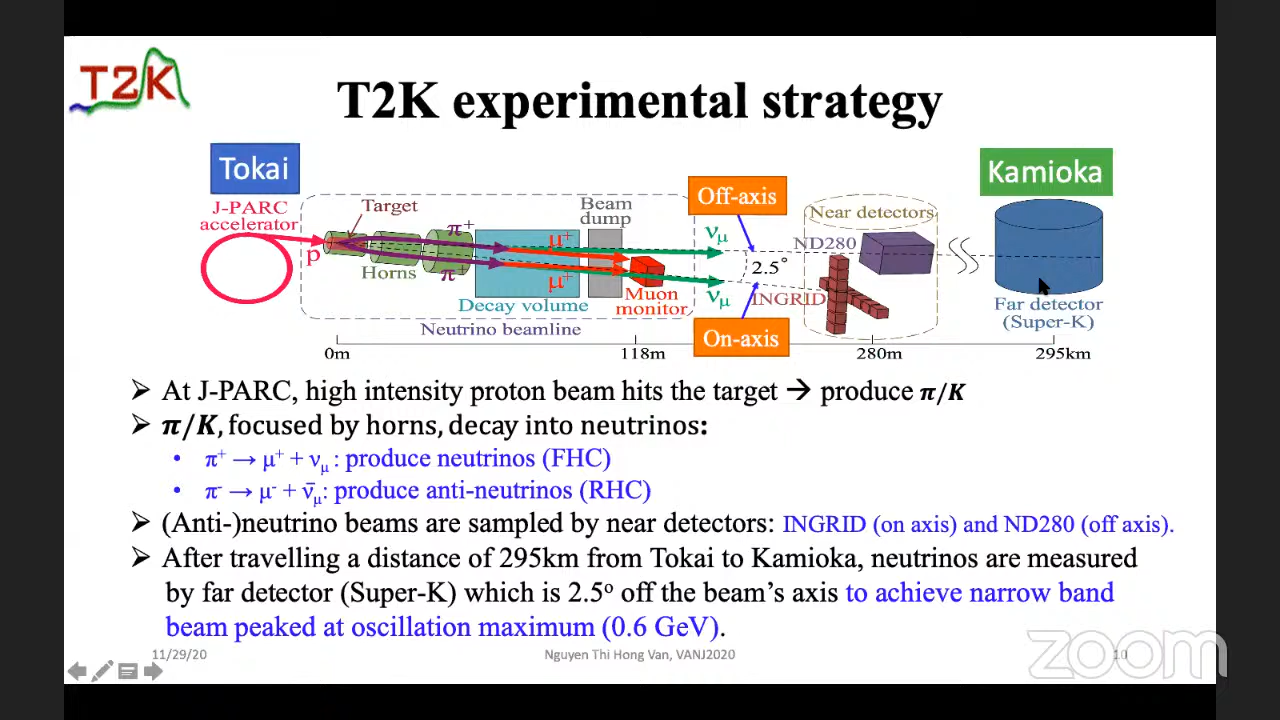 T2K
T2K experimental strategy
Tokai
Kamioka
J-PARC
accelerator
Target
p
Horns
π⁺
π⁺
μ⁺
μ⁺
Beam
dump
Decay volume
Muon
monitor
Neutrino beamline
Off-axis
νμ
νμ
2.5°
On-axis
Near detectors
ND280
INGRID
Far detector
(Super-K)
0m
118m
280m
295km
➢ At J-PARC, high intensity proton beam hits the target → produce π/K
➢ π/K, focused by horns, decay into neutrinos:
• π⁺ → μ⁺ + νμ : produce neutrinos (FHC)
• π⁻ → μ⁻ + ν̄μ: produce anti-neutrinos (RHC)
➢ (Anti-)neutrino beams are sampled by near detectors: INGRID (on axis) and ND280 (off axis).
➢ After travelling a distance of 295km from Tokai to Kamioka, neutrinos are measured
by far detector (Super-K) which is 2.5º off the beam's axis to achieve narrow band
beam peaked at oscillation maximum (0.6 GeV).
11/29/20
Nguyen Thi Hong Van, VANJ2020
10
zoom